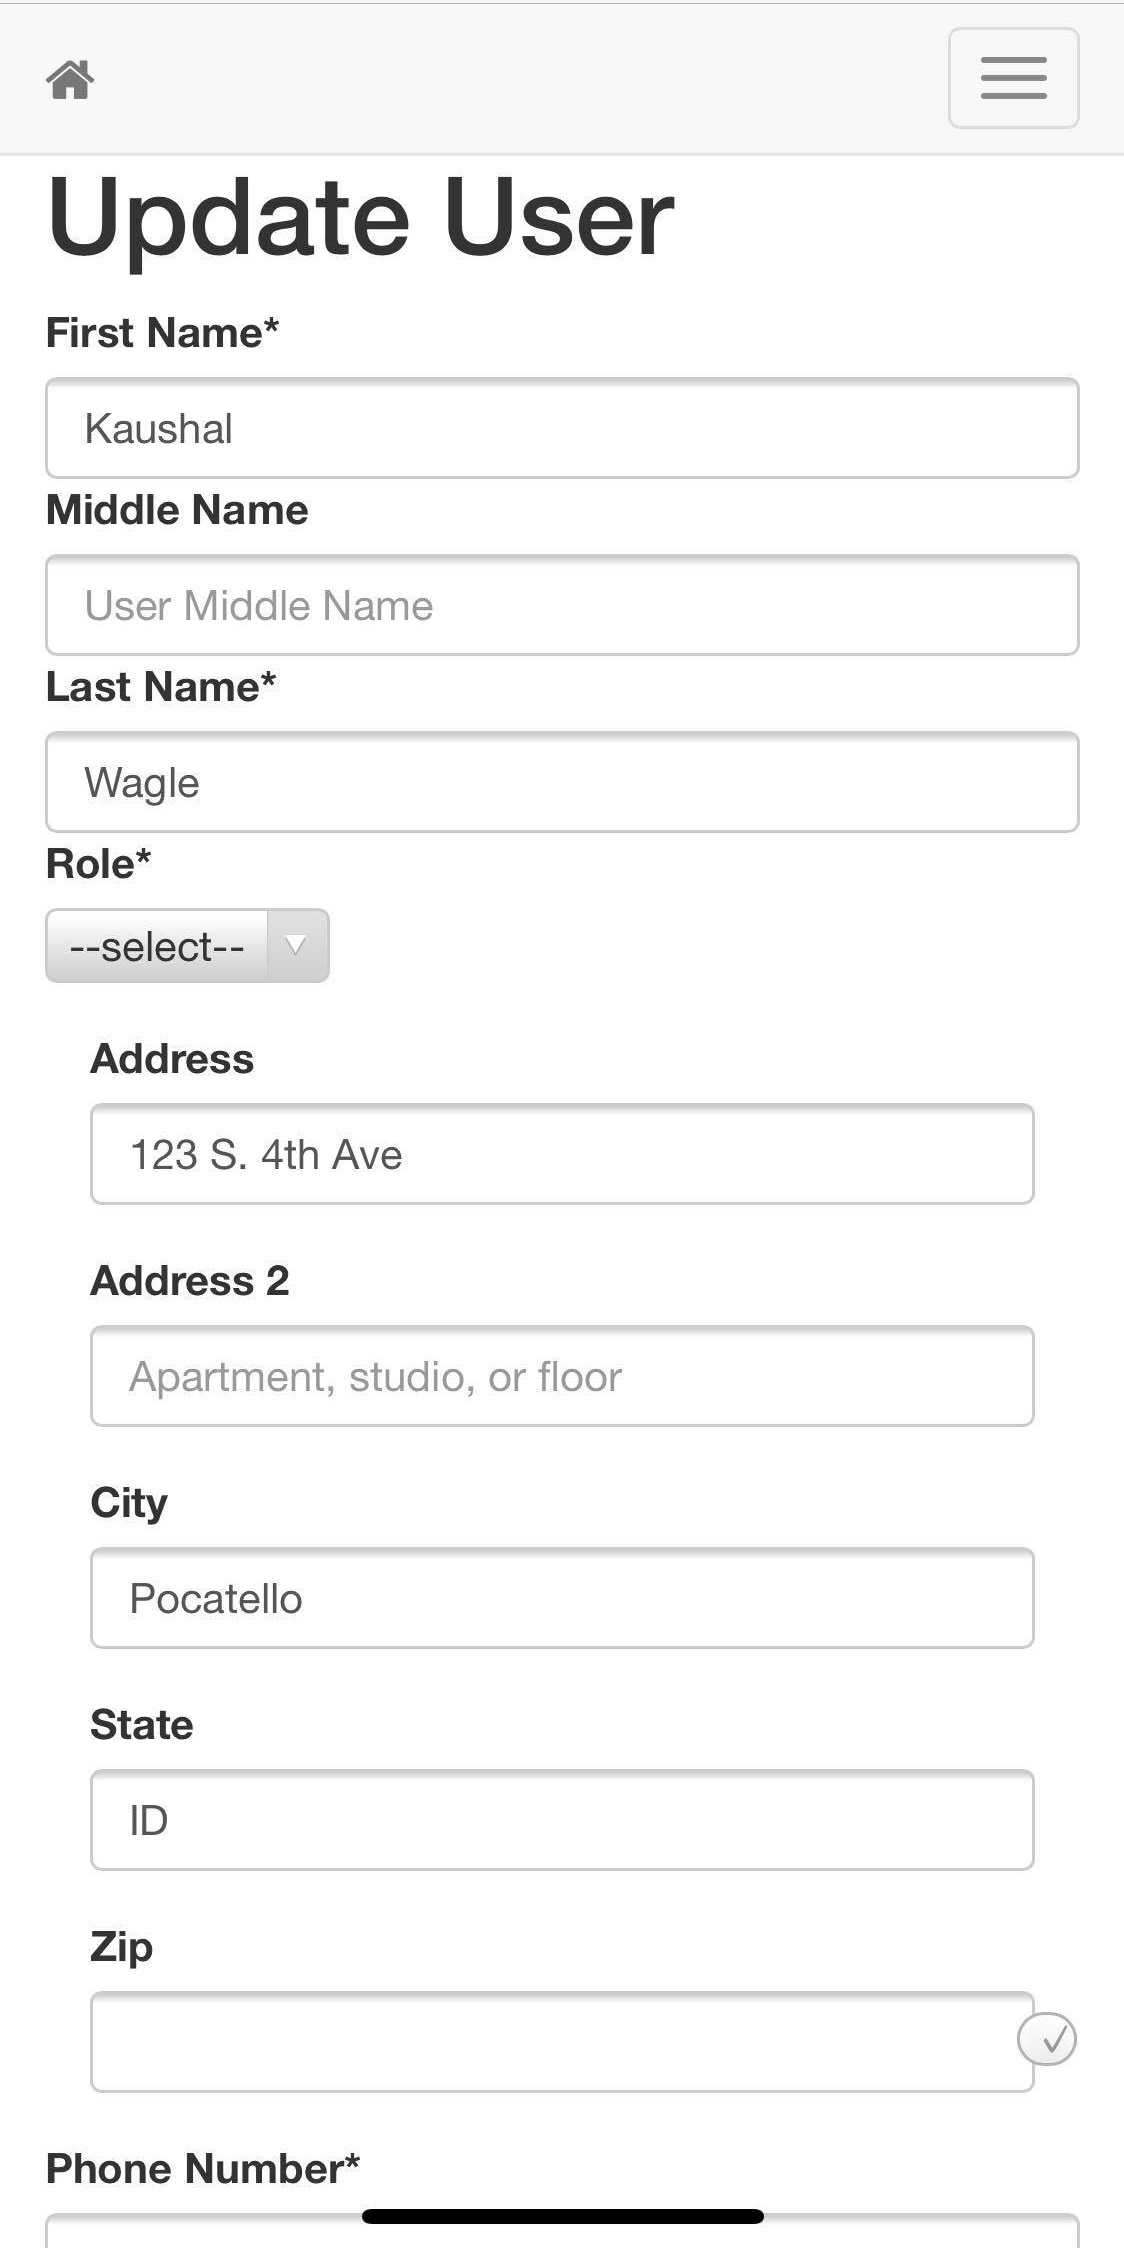 Update User
First Name*
Kaushal
Middle Name
User Middle Name
Last Name*
Wagle
Role*
--select--
Address
123 S. 4th Ave
Address 2
Apartment, studio, or floor
City
Pocatello
State
ID
Zip
Phone Number*